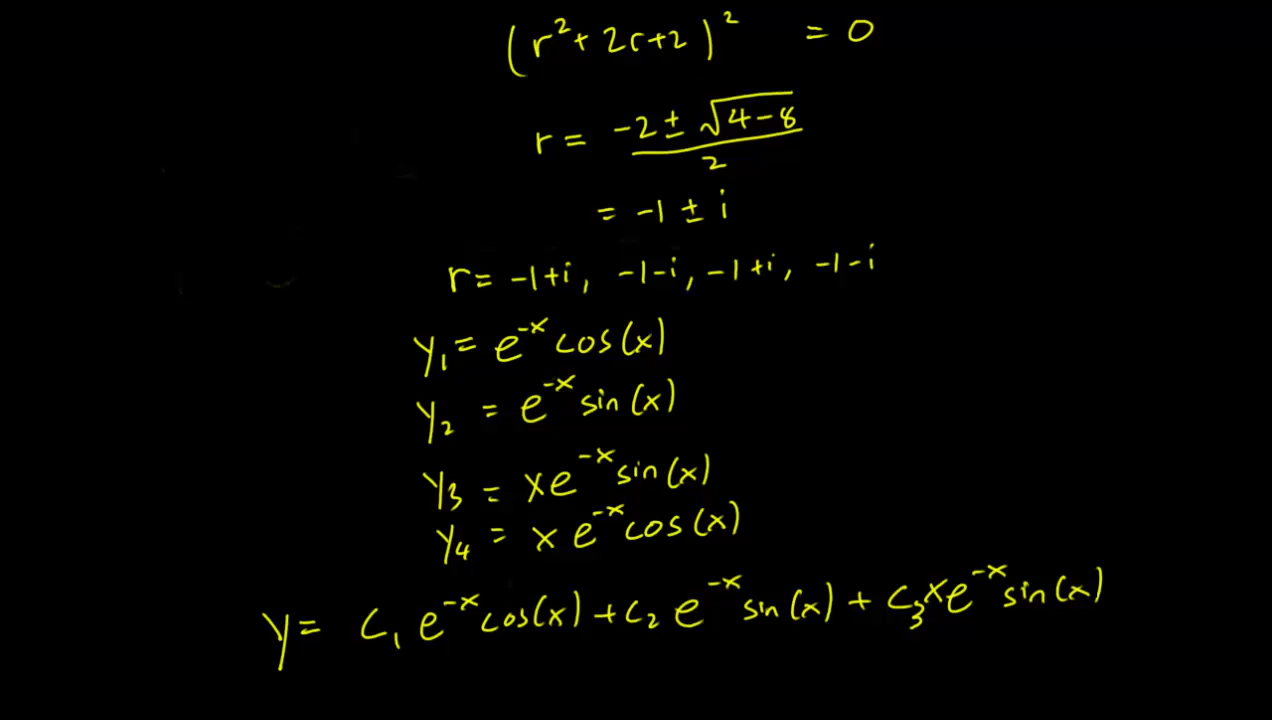 (r²+ 2r+2)² = 0
r = -2 ± √4-8 / 2
= -1 ± i
r= -1+i, -1-i, -1+i, -1-i
y₁ = e⁻ˣ cos(x)
y₂ = e⁻ˣ sin(x)
y₃ = xe⁻ˣ sin(x)
y₄ = x e⁻ˣ cos(x)
y= c₁ e⁻ˣ cos(x) + c₂ e⁻ˣ sin(x) + c₃xe⁻ˣ sin(x)